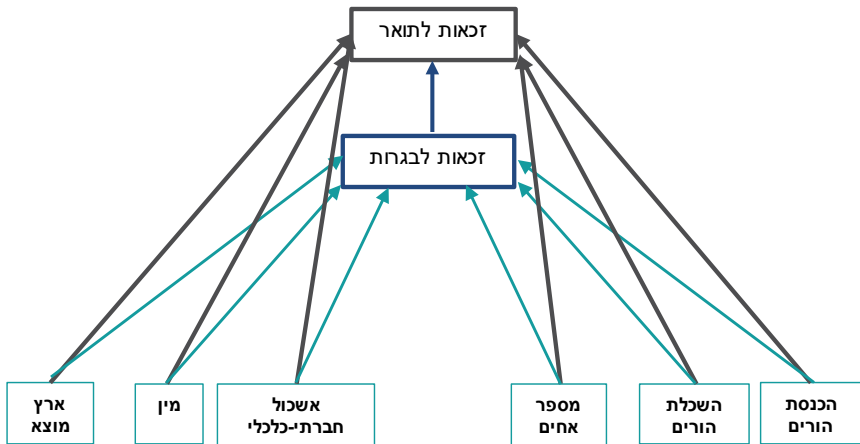 זכאות לתואר
זכאות לבגרות
הכנסת
הורים
השכלת
הורים
מספר
אחים
אשכול
חברתי-כלכלי
מין
ארץ
מוצא